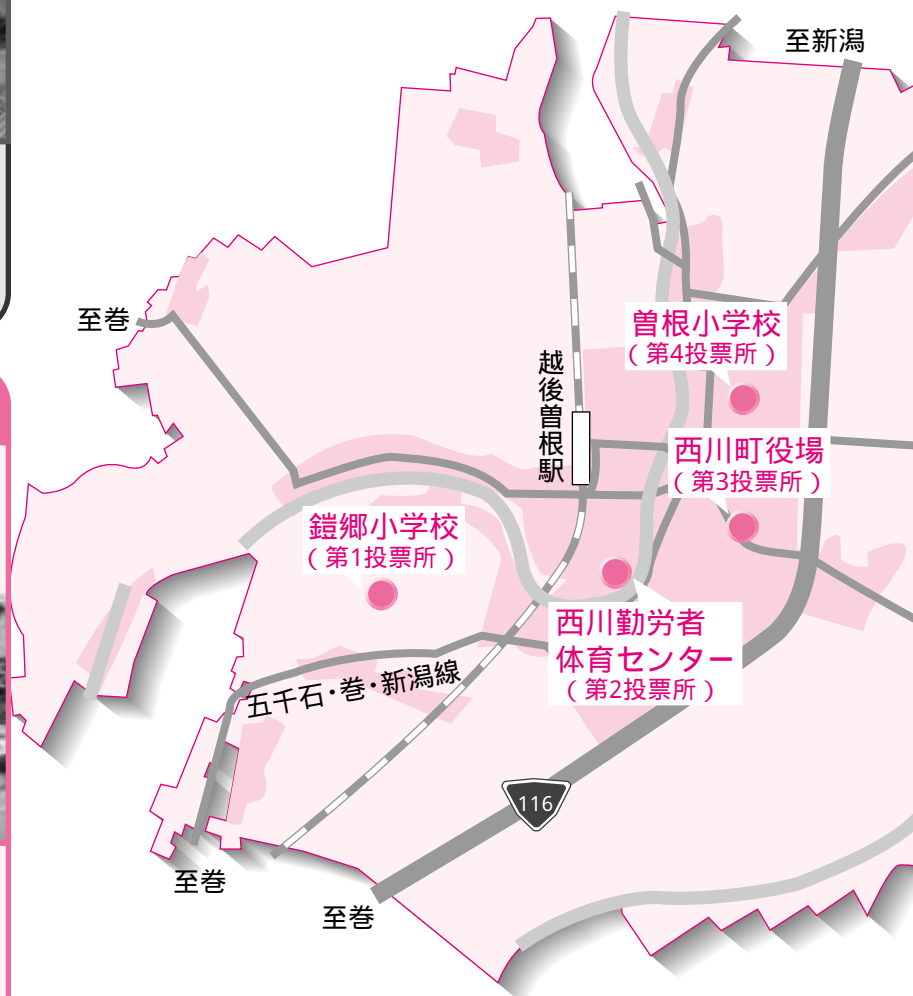 至新潟
至巻
曽根小学校
（第4投票所）
越後曽根駅
西川町役場
（第3投票所）
鎧郷小学校
（第1投票所）
西川勤労者
体育センター
（第2投票所）
五千石・巻・新潟線
116
至巻
至巻